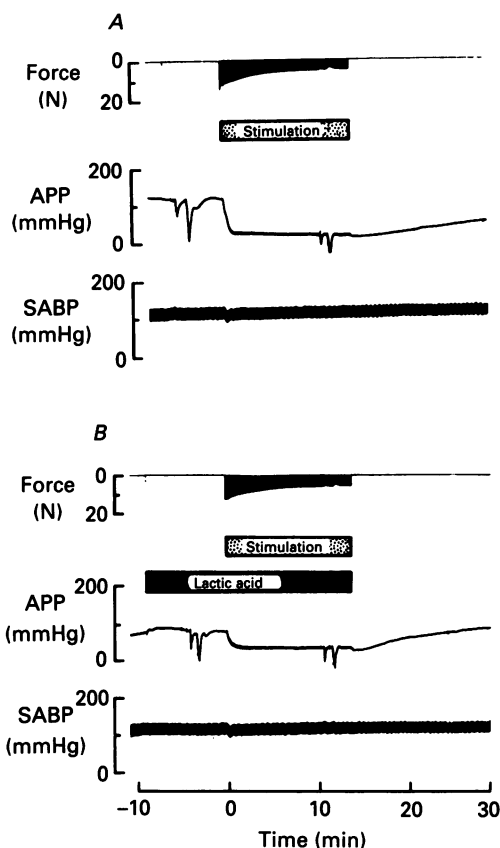 A
Force
(N)
0
20
Stimulation
APP
(mmHg)
200
0
SABP
(mmHg)
200
0
B
Force
(N)
0
20
Stimulation
Lactic acid
APP
(mmHg)
200
0
SABP
(mmHg)
200
0
−10 0 10 20 30
Time (min)